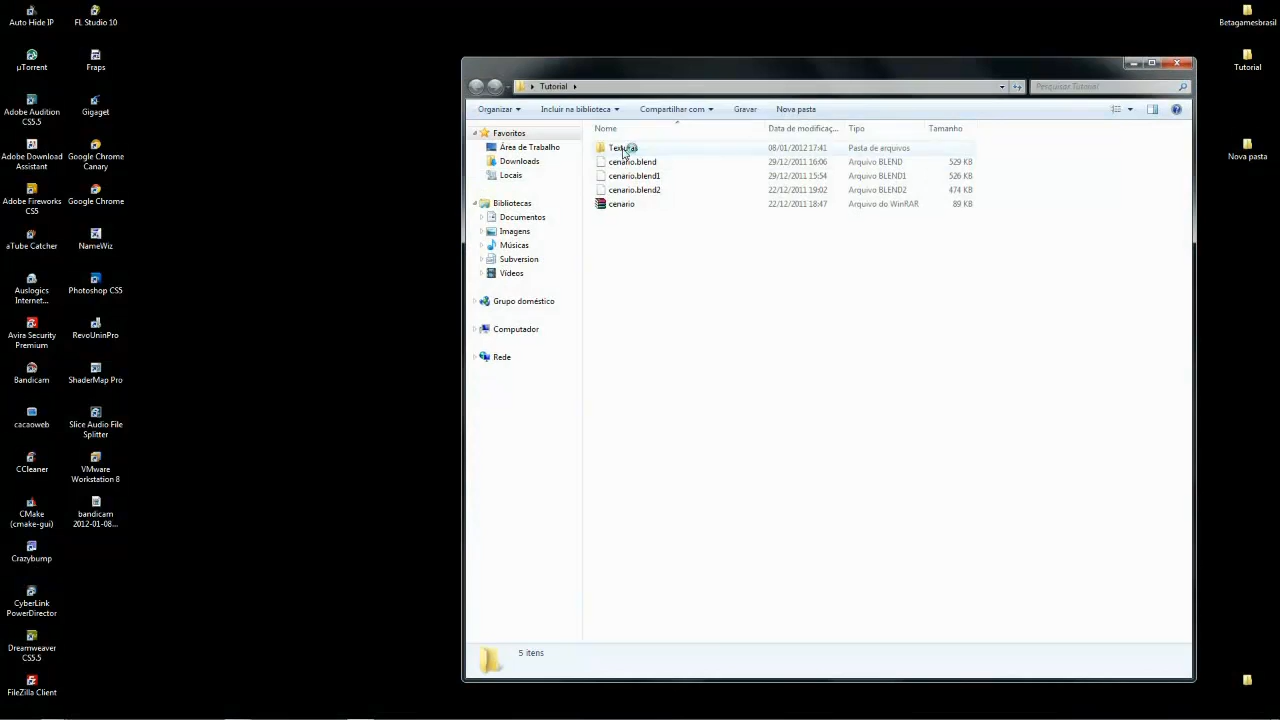 Auto Hide IP
FL Studio 10
µTorrent
Fraps
Adobe Audition
CS5.5
Gigaget
Adobe Download
Assistant
Google Chrome
Canary
Adobe Fireworks
CS5
Google Chrome
aTube Catcher
NameWiz
Auslogics
Internet...
Photoshop CS5
Avira Security
Premium
RevoUninPro
Bandicam
ShaderMap Pro
cacaoweb
Slice Audio File
Splitter
CCleaner
VMware
Workstation 8
CMake
(cmake-gui)
bandicam
2012-01-08...
Crazybump
CyberLink
PowerDirector
Dreamweaver
CS5.5
FileZilla Client
Tutorial
Pesquisar Tutorial
Organizar
Incluir na biblioteca
Compartilhar com
Gravar
Nova pasta
Favoritos
Área de Trabalho
Downloads
Locais
Bibliotecas
Documentos
Imagens
Músicas
Subversion
Vídeos
Grupo doméstico
Computador
Rede
Nome Data de modificaç... Tipo Tamanho
08/01/2012 17:41 Pasta de arquivos
cenario.blend 29/12/2011 16:06 Arquivo BLEND 529 KB
cenario.blend1 29/12/2011 15:54 Arquivo BLEND1 526 KB
cenario.blend2 22/12/2011 19:02 Arquivo BLEND2 474 KB
cenario 22/12/2011 18:47 Arquivo do WinRAR 89 KB
5 itens
Betagamesbrasil
Tutorial
Nova pasta